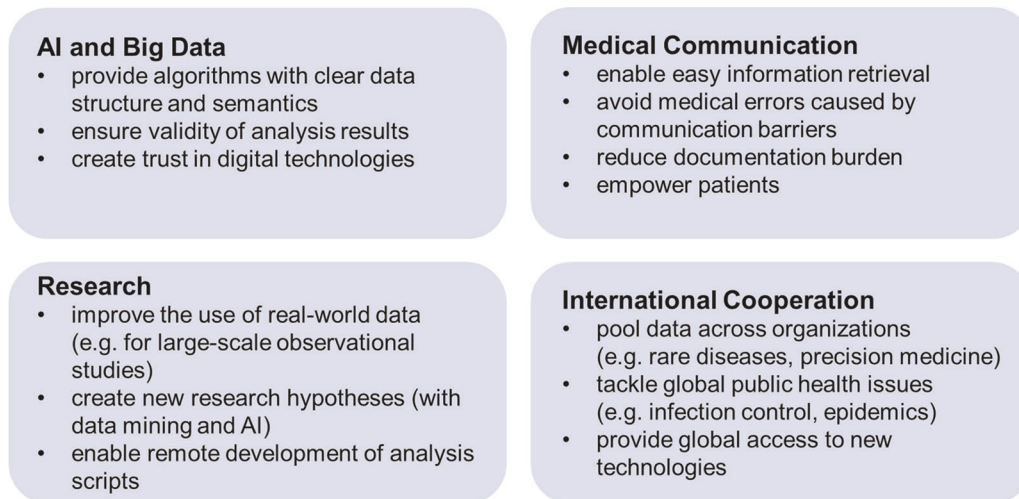 AI and Big Data
• provide algorithms with clear data
structure and semantics
• ensure validity of analysis results
• create trust in digital technologies
Medical Communication
• enable easy information retrieval
• avoid medical errors caused by
communication barriers
• reduce documentation burden
• empower patients
Research
• improve the use of real-world data
(e.g. for large-scale observational
studies)
• create new research hypotheses (with
data mining and AI)
• enable remote development of analysis
scripts
International Cooperation
• pool data across organizations
(e.g. rare diseases, precision medicine)
• tackle global public health issues
(e.g. infection control, epidemics)
• provide global access to new
technologies